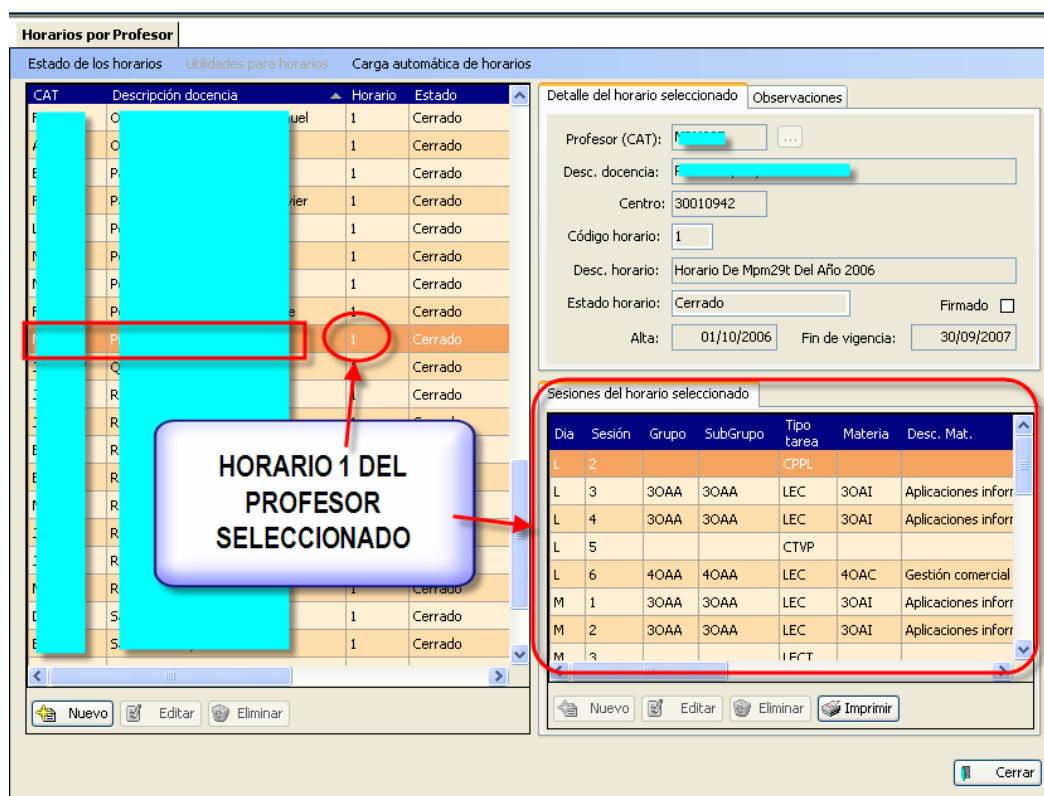 Horarios por Profesor
Estado de los horarios Utilidades para horarios Carga automática de horarios
CAT Descripción docencia Horario Estado
F O uel 1 Cerrado
A O 1 Cerrado
E P 1 Cerrado
F P vier 1 Cerrado
L P 1 Cerrado
N P 1 Cerrado
N P 1 Cerrado
F P e 1 Cerrado
P 1 Cerrado
J Q Cerrado
J R 1 Cerrado
J R
E R
E R
N R
J R
J R
N R 1 Cerrado
D S 1 Cerrado
E S 1 Cerrado
HORARIO 1 DEL
PROFESOR
SELECCIONADO
Nuevo Editar Eliminar
Detalle del horario seleccionado Observaciones
Profesor (CAT): ...
Desc. docencia:
Centro: 30010942
Código horario: 1
Desc. horario: Horario De Mpm29t Del Año 2006
Estado horario: Cerrado Firmado
Alta: 01/10/2006 Fin de vigencia: 30/09/2007
Sesiones del horario seleccionado
Dia Sesión Grupo SubGrupo Tipo tarea Materia Desc. Mat.
L 2 CPPL
L 3 3OAA 3OAA LEC 3OAI Aplicaciones inforr
L 4 3OAA 3OAA LEC 3OAI Aplicaciones inforr
L 5 CTVP
L 6 4OAA 4OAA LEC 4OAC Gestión comercial
M 1 3OAA 3OAA LEC 3OAI Aplicaciones inforr
M 2 3OAA 3OAA LEC 3OAI Aplicaciones inforr
M 3 LECT
Nuevo Editar Eliminar Imprimir
Cerrar